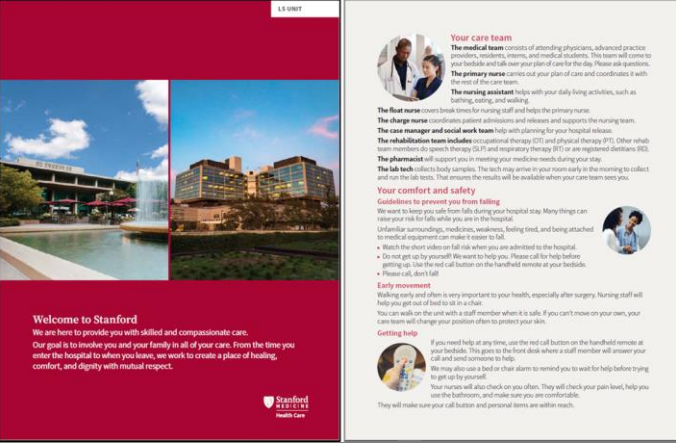 L5 UNIT
Welcome to Stanford
We are here to provide you with skilled and compassionate care.
Our goal is to involve you and your family in all of your care. From the time you
enter the hospital to when you leave, we work to create a place of healing,
comfort, and dignity with mutual respect.
Stanford
MEDICINE
Health Care
Your care team
The medical team consists of attending physicians, advanced practice
providers, residents, interns, and medical students. This team will come to
your bedside and talk over your plan of care for the day. Please ask questions.
The primary nurse carries out your plan of care and coordinates it with
the rest of the care team.
The nursing assistant helps with your daily living activities, such as
bathing, eating, and walking.
The float nurse covers break times for nursing staff and helps the primary nurse.
The charge nurse coordinates patient admissions and releases and supports the nursing team.
The case manager and social work team help with planning for your hospital release.
The rehabilitation team includes occupational therapy (OT) and physical therapy (PT). Other rehab
team members do speech therapy (SLP) and respiratory therapy (RT) or are registered dietitians (RD).
The pharmacist will support you in meeting your medicine needs during your stay.
The lab tech collects body samples. The tech may arrive in your room early in the morning to collect
and run the lab tests. That ensures the results will be available when your care team sees you.
Your comfort and safety
Guidelines to prevent you from falling
We want to keep you safe from falls during your hospital stay. Many things can
raise your risk for falls while you are in the hospital.
Unfamiliar surroundings, medicines, weakness, feeling tired, and being attached
to medical equipment can make it easier to fall.
• Watch the short video on fall risk when you are admitted to the hospital.
• Do not get up by yourself! We want to help you. Please call for help before
getting up. Use the red call button on the handheld remote at your bedside.
• Please call, don't fall!
Early movement
Walking early and often is very important to your health, especially after surgery. Nursing staff will
help you get out of bed to sit in a chair.
You can walk on the unit with a staff member when it is safe. If you can't move on your own, your
care team will change your position often to protect your skin.
Getting help
If you need help at any time, use the red call button on the handheld remote at
your bedside. This goes to the front desk where a staff member will answer your
call and send someone to help.
We may also use a bed or chair alarm to remind you to wait for help before trying
to get up by yourself.
Your nurses will also check on you often. They will check your pain level, help you
use the bathroom, and make sure you are comfortable.
They will make sure your call button and personal items are within reach.